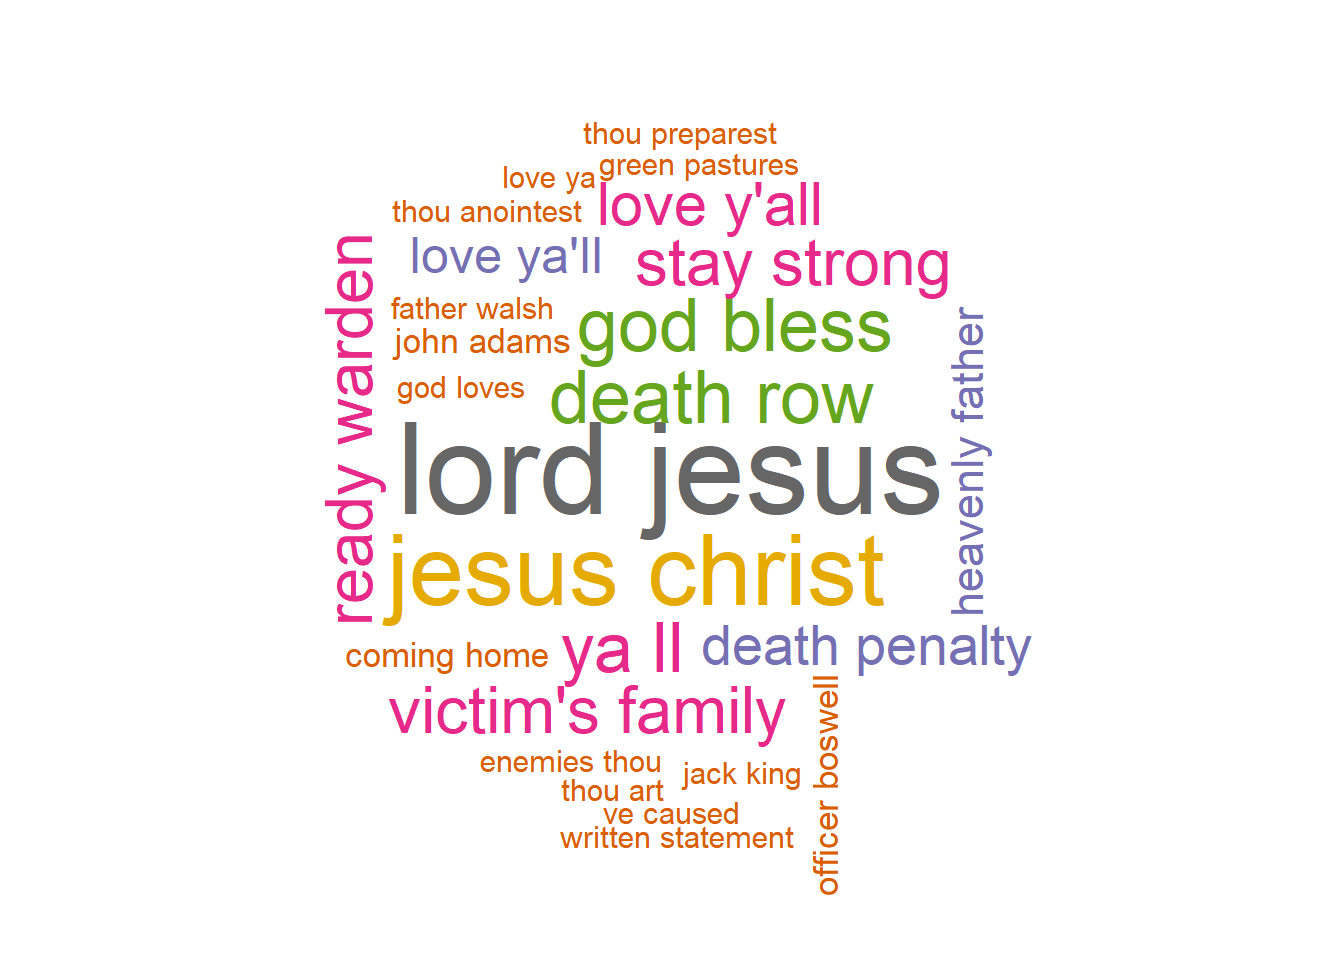 thou preparest
green pastures
love ya
love y'all
thou anointest
love ya'll
stay strong
ready warden
father walsh
god bless
john adams
heavenly father
god loves
death row
lord jesus
jesus christ
coming home
ya ll
death penalty
victim's family
officer boswell
enemies thou
jack king
thou art
ve caused
written statement